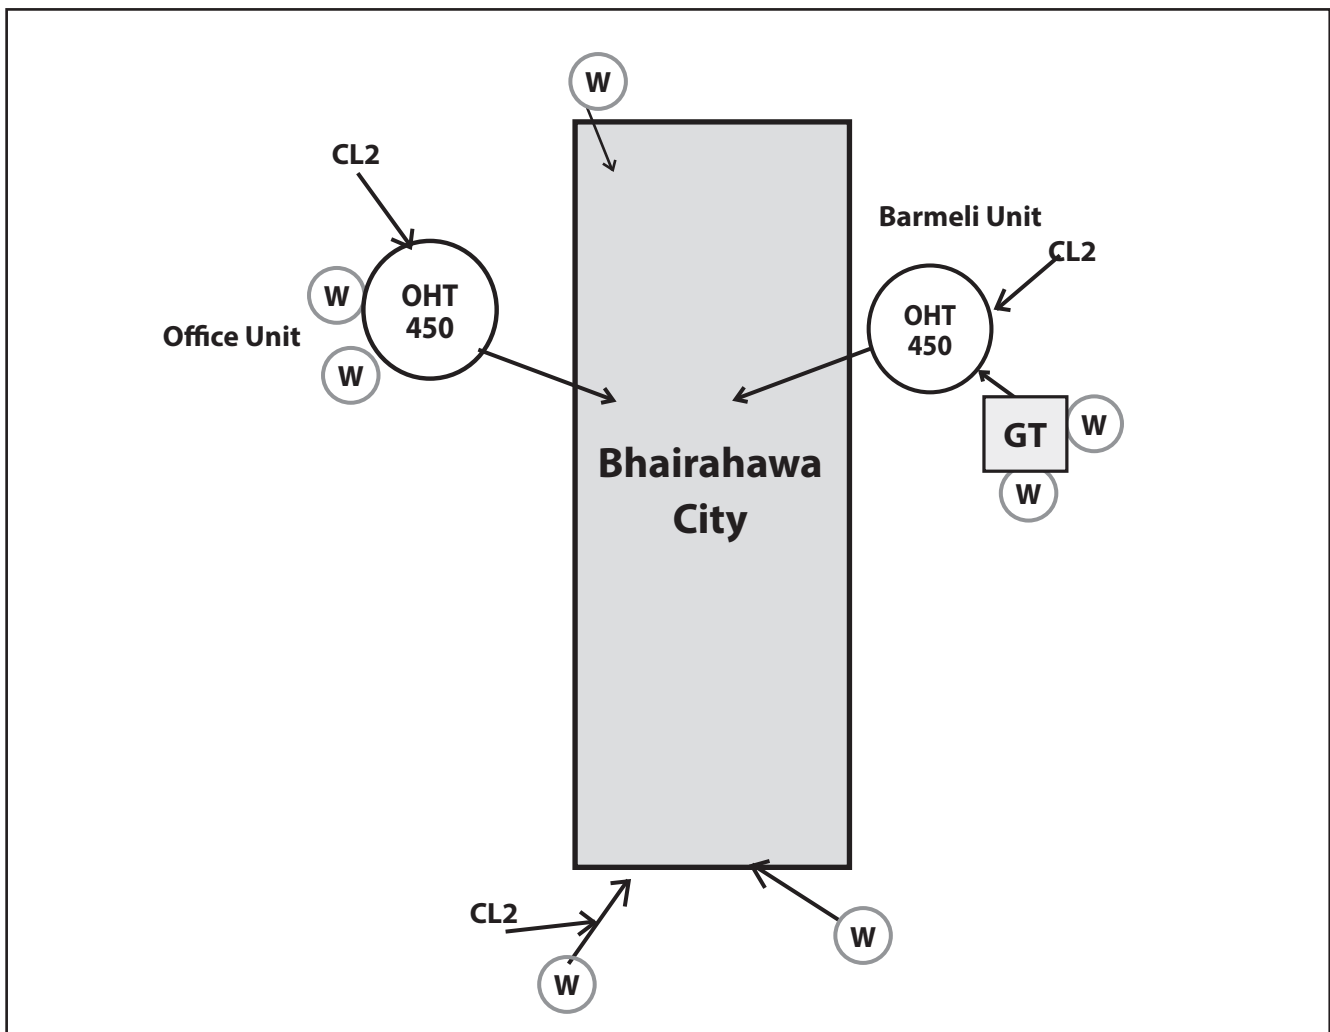 W
CL2
Barmeli Unit
CL2
W
OHT
450
Office Unit
W
OHT
450
GT
W
W
Bhairahawa
City
CL2
W
W